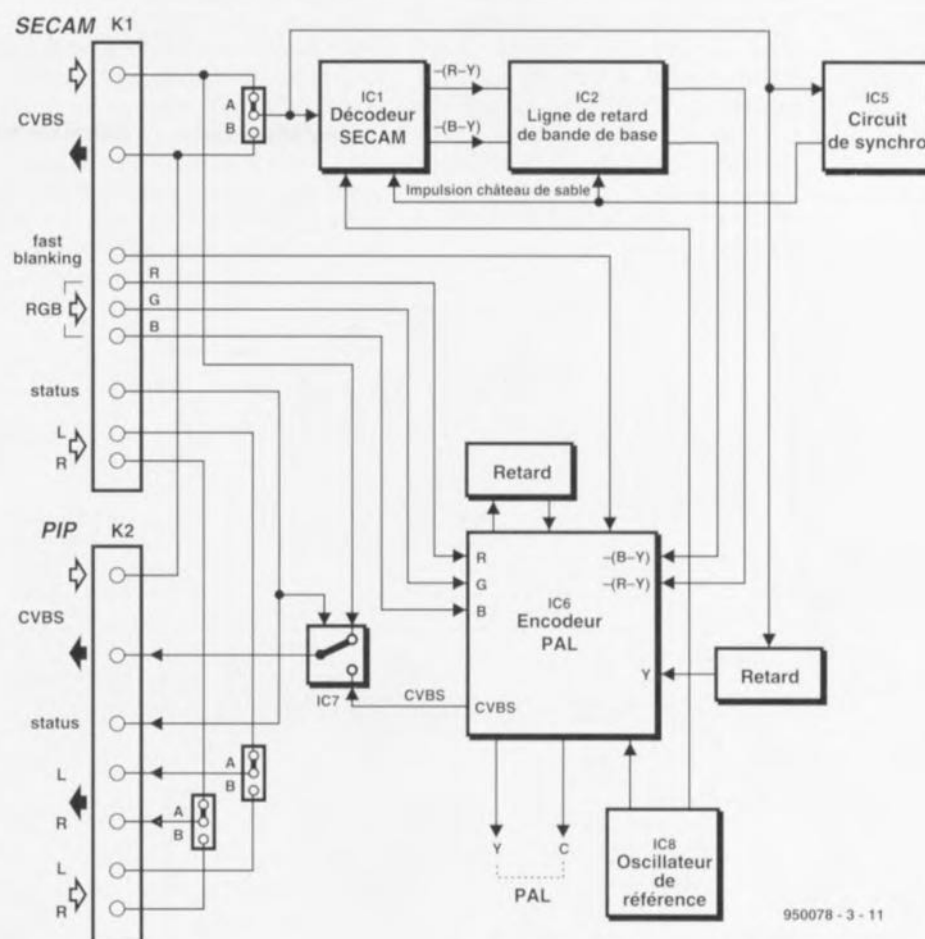 SECAM K1
CVBS
A
B
IC1
Décodeur
SECAM
–(R–Y)
–(B–Y)
IC2
Ligne de retard
de bande de base
IC5
Circuit
de synchro
Impulsion château de sable
fast
blanking
RGB
R
G
B
status
L
R
Retard
PIP K2
CVBS
status
L
R
L
R
A
B
A
B
IC7
CVBS
R
G
B
IC6
Encodeur
PAL
–(B–Y)
–(R–Y)
Y
CVBS
Retard
Y C
PAL
IC8
Oscillateur
de
référence
950078 - 3 - 11